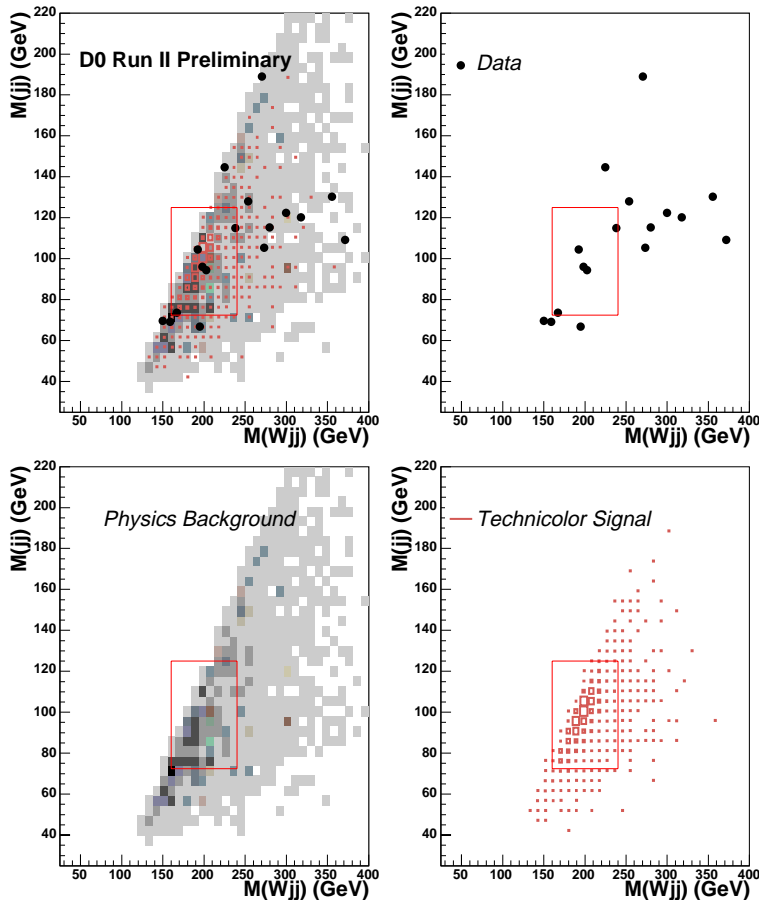 D0 Run II Preliminary
M(jj) (GeV)
220
200
180
160
140
120
100
80
60
40
50 100 150 200 250 300 350 400
M(Wjj) (GeV)
Data
M(jj) (GeV)
220
200
180
160
140
120
100
80
60
40
50 100 150 200 250 300 350 400
M(Wjj) (GeV)
Physics Background
M(jj) (GeV)
220
200
180
160
140
120
100
80
60
40
50 100 150 200 250 300 350 400
M(Wjj) (GeV)
Technicolor Signal
M(jj) (GeV)
220
200
180
160
140
120
100
80
60
40
50 100 150 200 250 300 350 400
M(Wjj) (GeV)